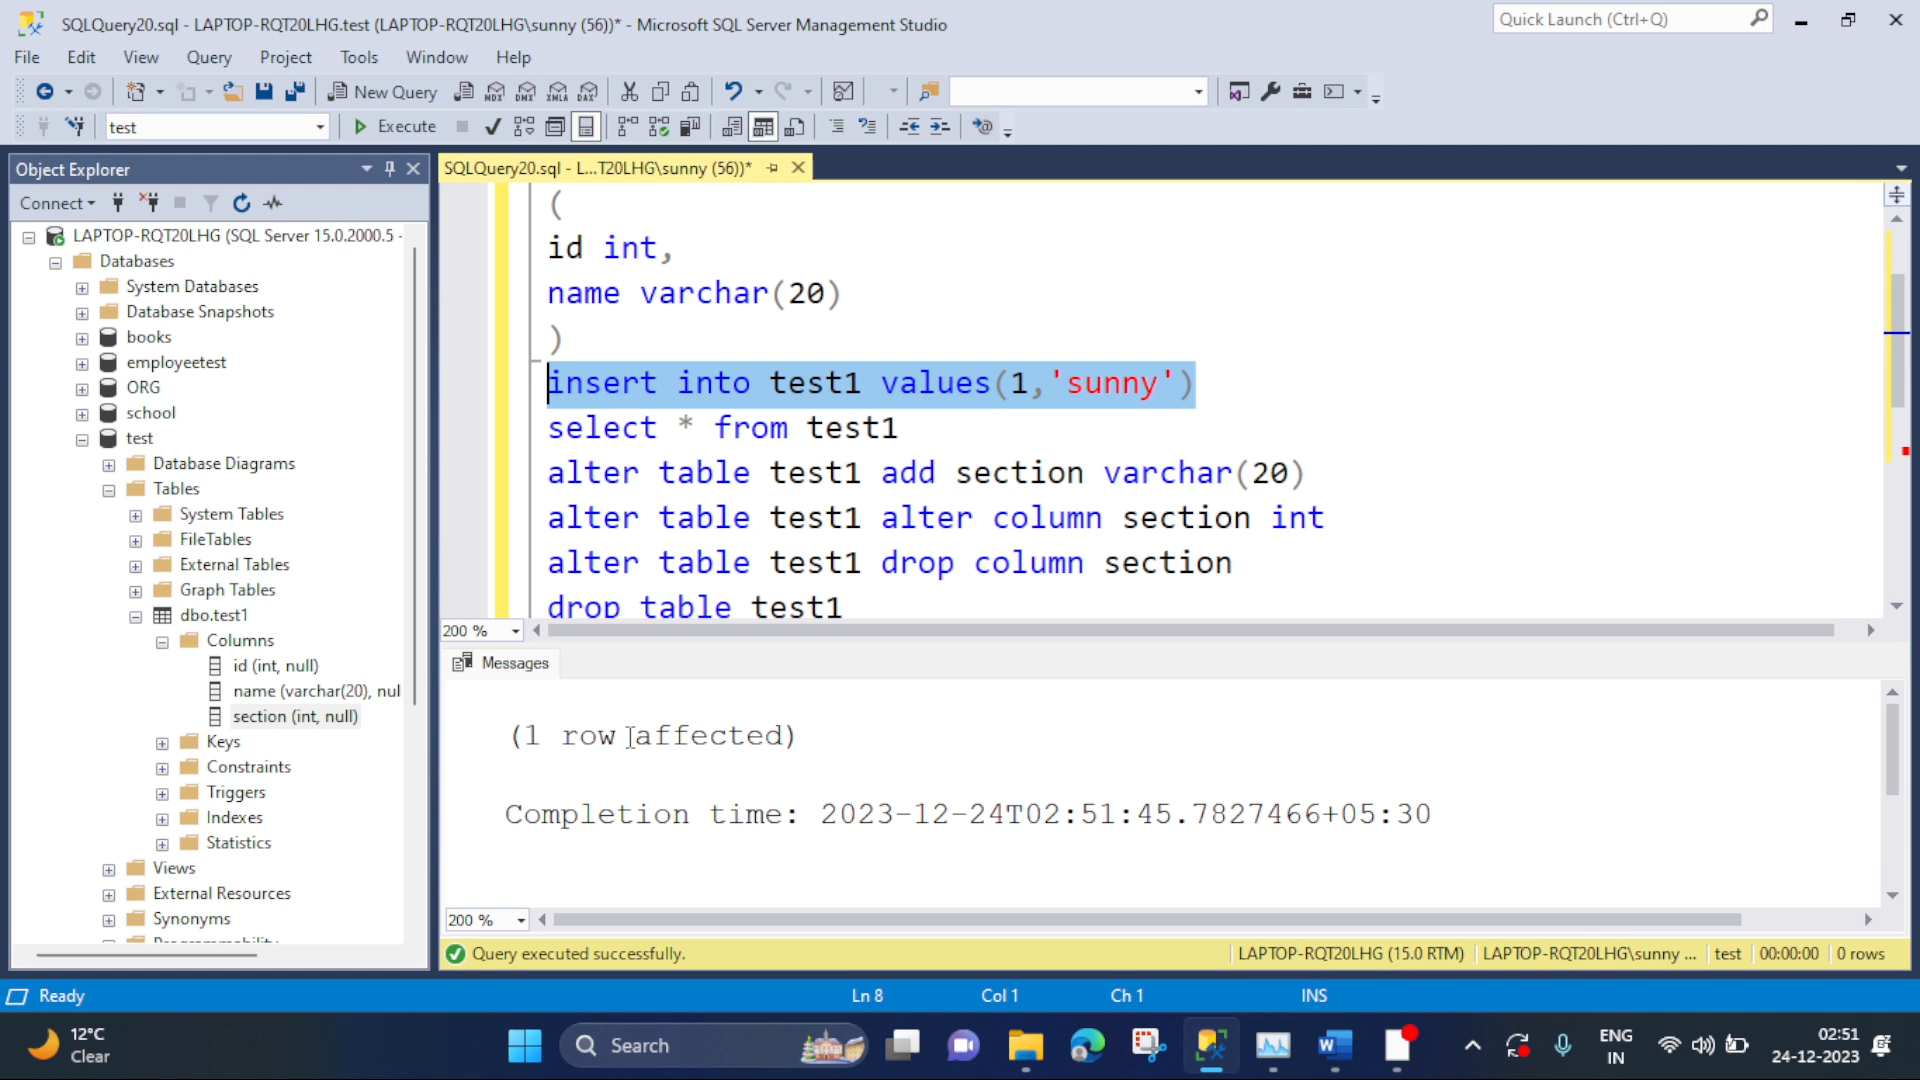 SQLQuery20.sql - LAPTOP-RQT20LHG.test (LAPTOP-RQT20LHG\sunny (56))* - Microsoft SQL Server Management Studio
Quick Launch (Ctrl+Q)
File Edit View Query Project Tools Window Help
New Query
MDX DMX XMLA DAX
test
Execute
Object Explorer
SQLQuery20.sql - L...T20LHG\sunny (56))*
Connect
LAPTOP-RQT20LHG (SQL Server 15.0.2000.5 -
Databases
System Databases
Database Snapshots
books
employeetest
ORG
school
test
Database Diagrams
Tables
System Tables
FileTables
External Tables
Graph Tables
dbo.test1
Columns
id (int, null)
name (varchar(20), nul
section (int, null)
Keys
Constraints
Triggers
Indexes
Statistics
Views
External Resources
Synonyms
Programmability
(
id int,
name varchar(20)
)
insert into test1 values(1,'sunny')
select * from test1
alter table test1 add section varchar(20)
alter table test1 alter column section int
alter table test1 drop column section
drop table test1
200 %
Messages
(1 row affected)
Completion time: 2023-12-24T02:51:45.7827466+05:30
200 %
Query executed successfully.
LAPTOP-RQT20LHG (15.0 RTM) LAPTOP-RQT20LHG\sunny ... test 00:00:00 0 rows
Ready Ln 8 Col 1 Ch 1 INS
12°C
Clear
Search
ENG
IN
02:51
24-12-2023